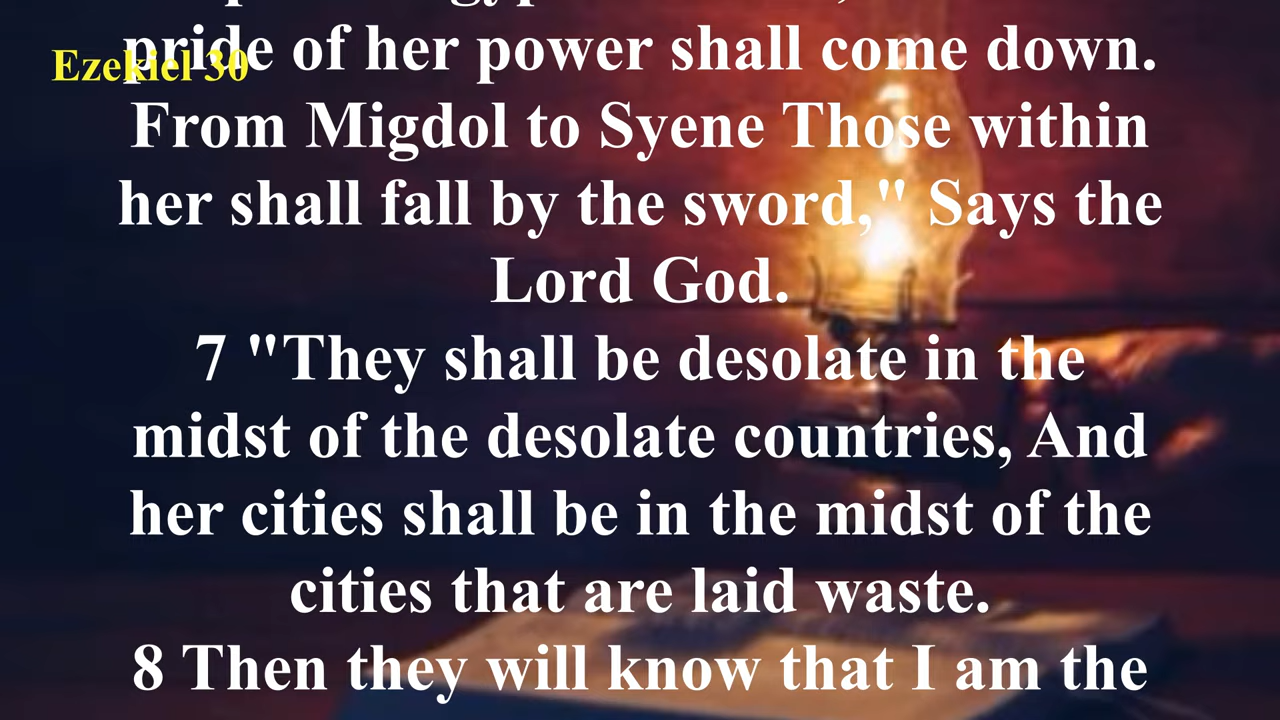 pride of her power shall come down.
Ezekiel 30
From Migdol to Syene Those within
her shall fall by the sword," Says the
Lord God.
7 "They shall be desolate in the
midst of the desolate countries, And
her cities shall be in the midst of the
cities that are laid waste.
8 Then they will know that I am the